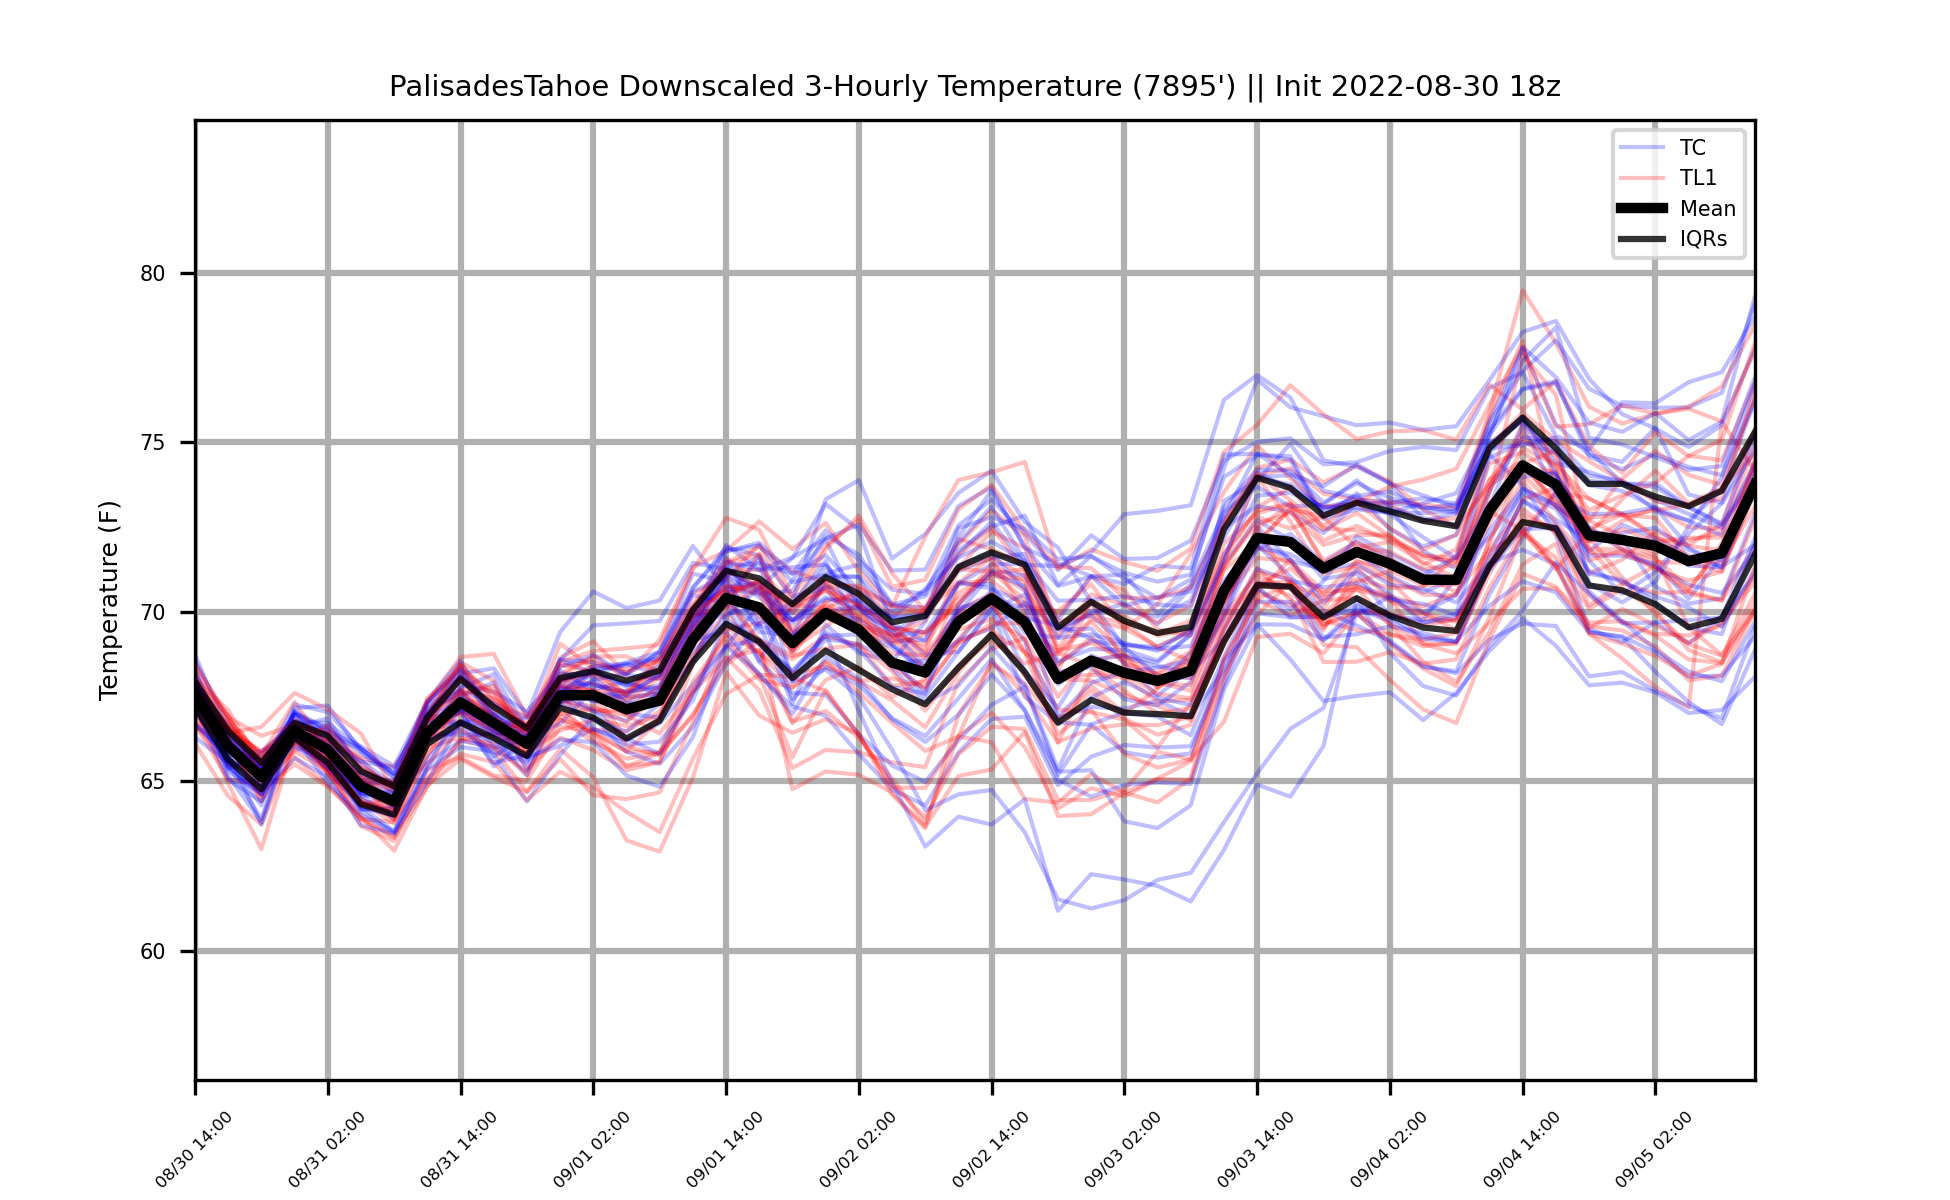 PalisadesTahoe Downscaled 3-Hourly Temperature (7895') || Init 2022-08-30 18z
TC
TL1
Mean
IQRs
Temperature (F)
80
75
70
65
60
08/30 14:00
08/31 02:00
08/31 14:00
09/01 02:00
09/01 14:00
09/02 02:00
09/02 14:00
09/03 02:00
09/03 14:00
09/04 02:00
09/04 14:00
09/05 02:00